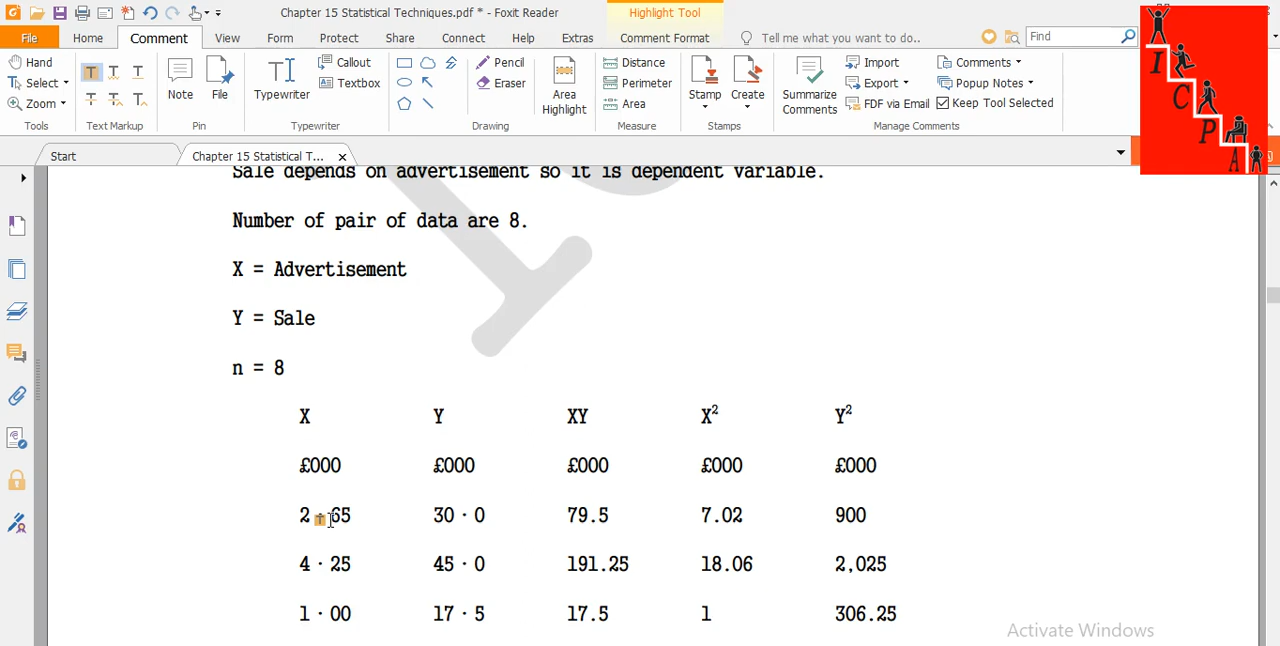 Chapter 15 Statistical Techniques.pdf * - Foxit Reader
Highlight Tool
File Home Comment View Form Protect Share Connect Help Extras Comment Format Tell me what you want to do.. Find
Hand
Select
Zoom
Tools
Text Markup
Note
File
Pin
Typewriter
Callout
Textbox
Typewriter
Pencil
Eraser
Drawing
Area Highlight
Distance
Perimeter
Area
Measure
Stamp
Create
Stamps
Summarize Comments
Import
Export
FDF via Email
Comments
Popup Notes
Keep Tool Selected
Manage Comments
I
C
P
A
Start
Chapter 15 Statistical T...
Sale depends on advertisement so it is dependent variable.
Number of pair of data are 8.
X = Advertisement
Y = Sale
n = 8
X Y XY X² Y²
£000 £000 £000 £000 £000
2·65 30·0 79.5 7.02 900
4·25 45·0 191.25 18.06 2,025
1·00 17·5 17.5 1 306.25
Activate Windows